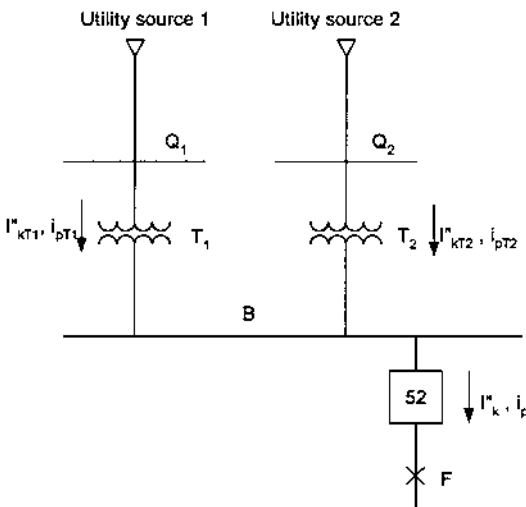 Utility source 1
Utility source 2
Q₁
Q₂
I"kT1, ipT1
T₁
T₂
I"kT2, ipT2
B
52
I"k, ip
F